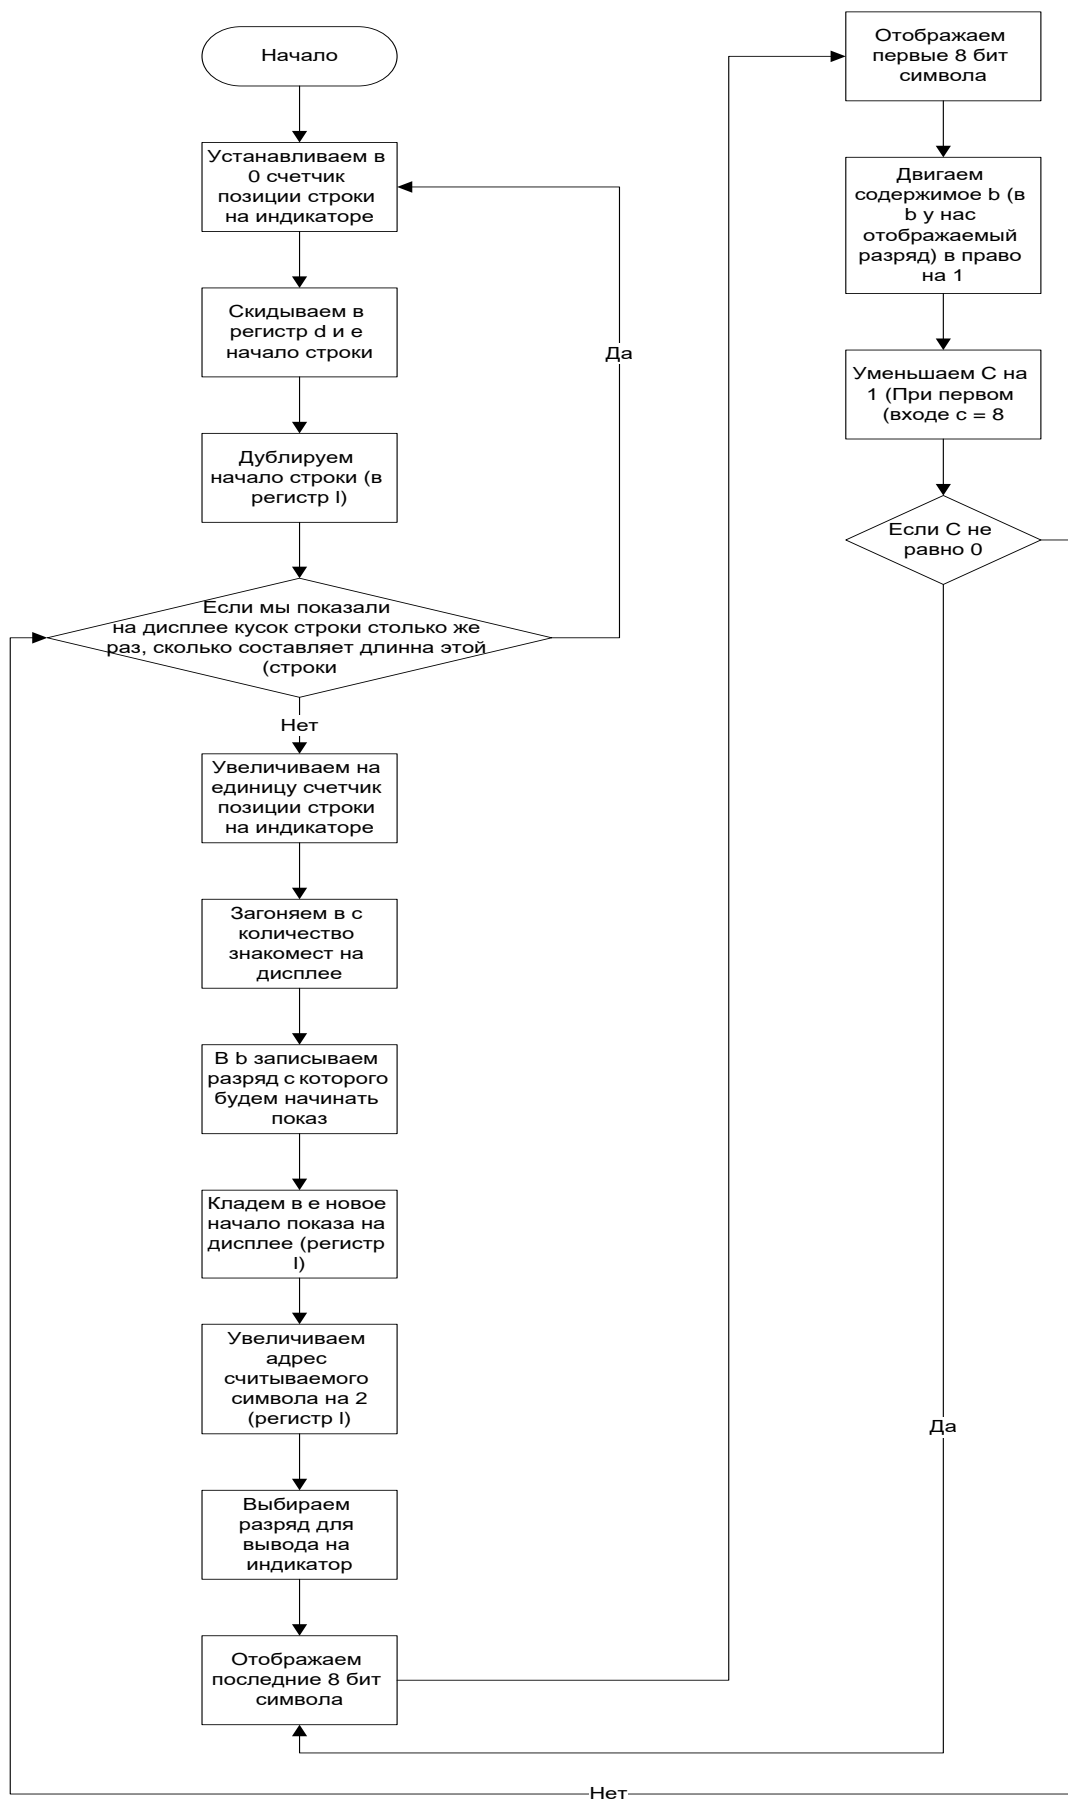 Начало
Устанавливаем в
0 счетчик
позиции строки
на индикаторе
Скидываем в
регистр d и e
начало строки
Да
Дублируем
начало строки (в
регистр l)
Если мы показали
на дисплее кусок строки столько же
раз, сколько составляет длинна этой
(строки
Нет
Увеличиваем на
единицу счетчик
позиции строки
на индикаторе
Загоняем в с
количество
знакомест на
дисплее
В b записываем
разряд с которого
будем начинать
показ
Кладем в е новое
начало показа на
дисплее (регистр
l)
Увеличиваем
адрес
считываемого
символа на 2
(регистр l)
Выбираем
разряд для
вывода на
индикатор
Отображаем
последние 8 бит
символа
Отображаем
первые 8 бит
символа
Двигаем
содержимое b (в
b у нас
отображаемый
разряд) в право
на 1
Уменьшаем С на
1 (При первом
(входе с = 8
Если С не
равно 0
Да
Нет